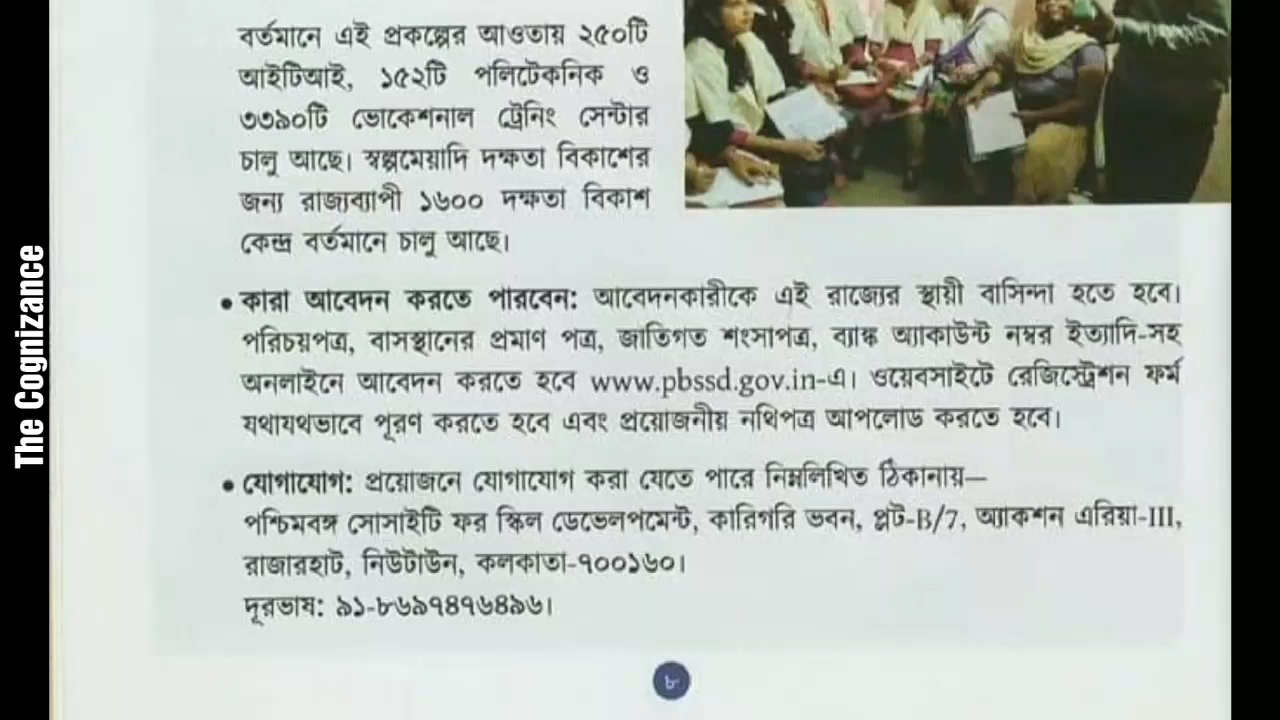 The Cognizance
বর্তমানে এই প্রকল্পের আওতায় ২৫০টি
আইটিআই, ১৫২টি পলিটেকনিক ও
৩৩৯০টি ভোকেশনাল ট্রেনিং সেন্টার
চালু আছে। স্বল্পমেয়াদি দক্ষতা বিকাশের
জন্য রাজ্যব্যাপী ১৬০০ দক্ষতা বিকাশ
কেন্দ্র বর্তমানে চালু আছে।
• কারা আবেদন করতে পারবেন: আবেদনকারীকে এই রাজ্যের স্থায়ী বাসিন্দা হতে হবে।
পরিচয়পত্র, বাসস্থানের প্রমাণ পত্র, জাতিগত শংসাপত্র, ব্যাঙ্ক অ্যাকাউন্ট নম্বর ইত্যাদি-সহ
অনলাইনে আবেদন করতে হবে www.pbssd.gov.in-এ। ওয়েবসাইটে রেজিস্ট্রেশন ফর্ম
যথাযথভাবে পূরণ করতে হবে এবং প্রয়োজনীয় নথিপত্র আপলোড করতে হবে।
• যোগাযোগ: প্রয়োজনে যোগাযোগ করা যেতে পারে নিম্নলিখিত ঠিকানায়—
পশ্চিমবঙ্গ সোসাইটি ফর স্কিল ডেভেলপমেন্ট, কারিগরি ভবন, প্লট-B/7, অ্যাকশন এরিয়া-III,
রাজারহাট, নিউটাউন, কলকাতা-৭০০১৬০।
দূরভাষ: ৯১-৮৬৯৭৪৭৬৪৯৬।
৮